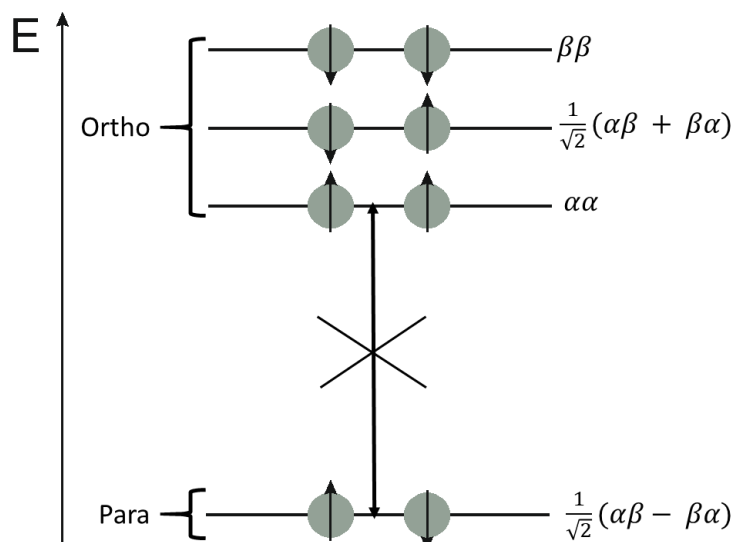 E
ββ
Ortho
1/√2 (αβ + βα)
αα
Para
1/√2 (αβ − βα)